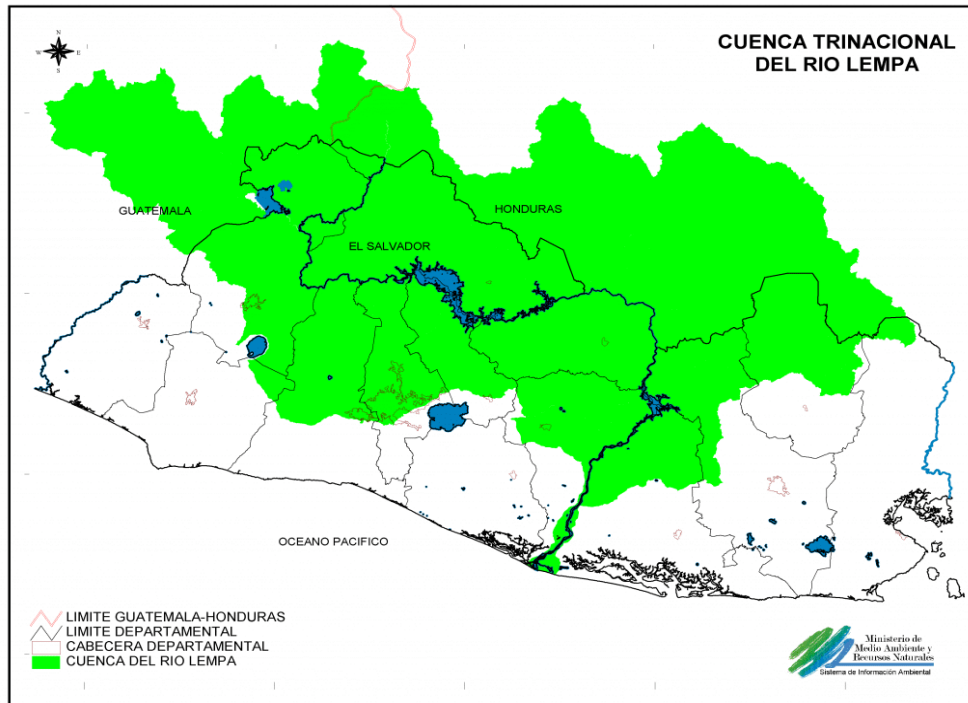 CUENCA TRINACIONAL
DEL RIO LEMPA
N
W E
S
GUATEMALA
HONDURAS
EL SALVADOR
OCEANO PACIFICO
LIMITE GUATEMALA-HONDURAS
LIMITE DEPARTAMENTAL
CABECERA DEPARTAMENTAL
CUENCA DEL RIO LEMPA
Ministerio de
Medio Ambiente y
Recursos Naturales
Sistema de Información Ambiental